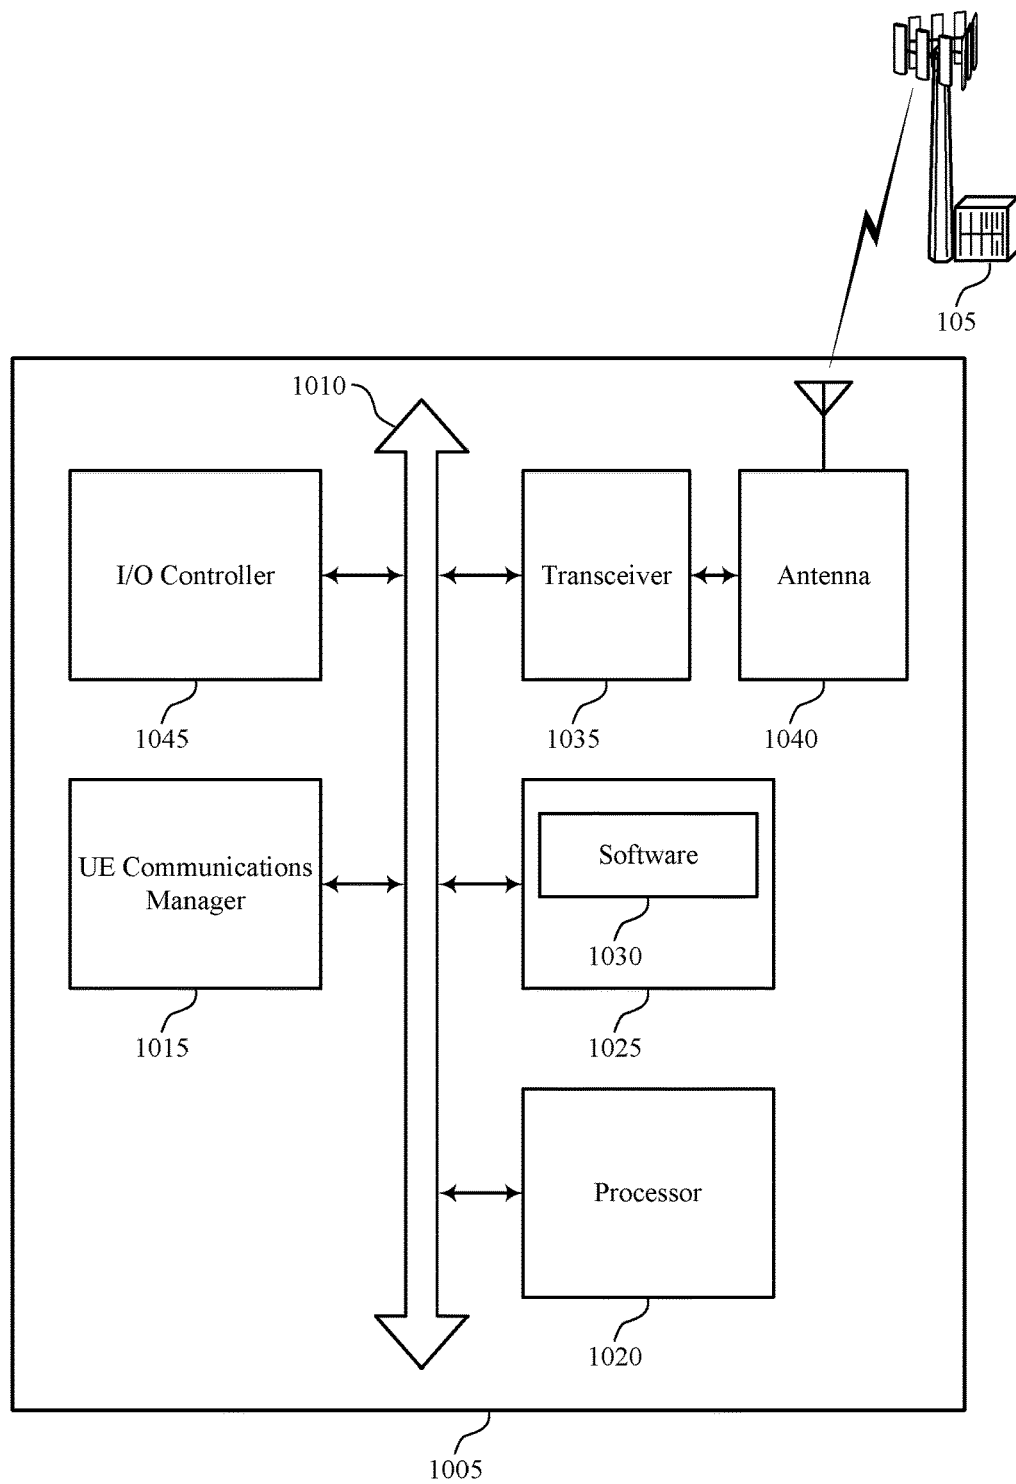 105
1010
I/O Controller
Transceiver
Antenna
1045
1035
1040
UE Communications
Manager
Software
1030
1015
1025
Processor
1020
1005